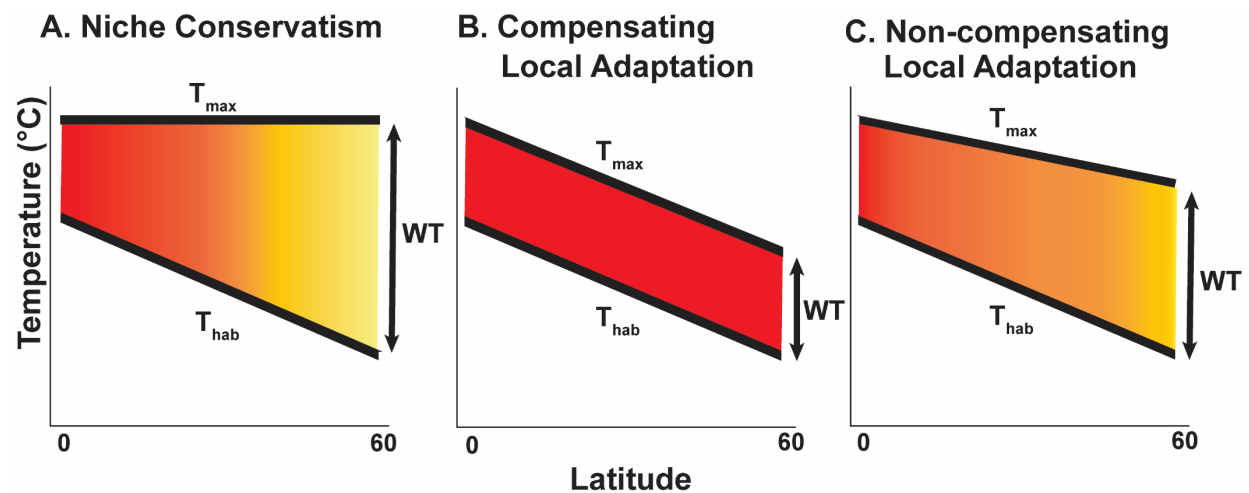 A. Niche Conservatism
B. Compensating
Local Adaptation
C. Non-compensating
Local Adaptation
Temperature (°C)
Tmax
Thab
WT
0
60
Tmax
Thab
WT
0
60
Tmax
Thab
WT
0
60
Latitude